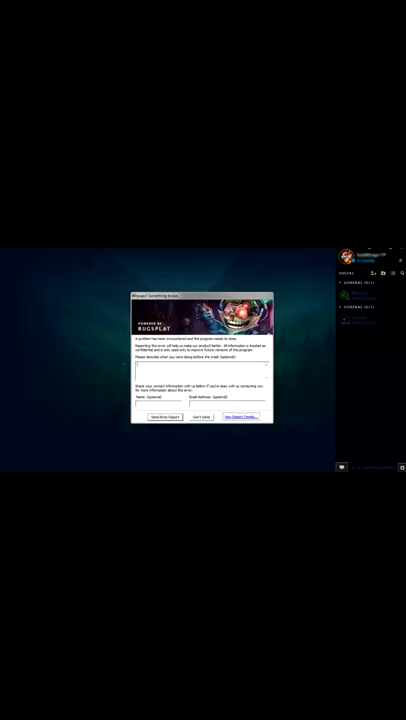 Whoops! Something broke.
POWERED BY
BUGSPLAT
A problem has been encountered and the program needs to close.
Reporting this error will help us make our product better. All information is treated as
confidential and is only used only to improve future versions of the program.
Please describe what you were doing before the crash (optional):
Share your contact information with us below if you're okay with us contacting you
for more information about this error.
Name: (optional)
Email Address: (optional)
Send Error Report
Don't Send
View Report Details...
SOCIAL
GENERAL (0/1)
GENERAL (0/1)